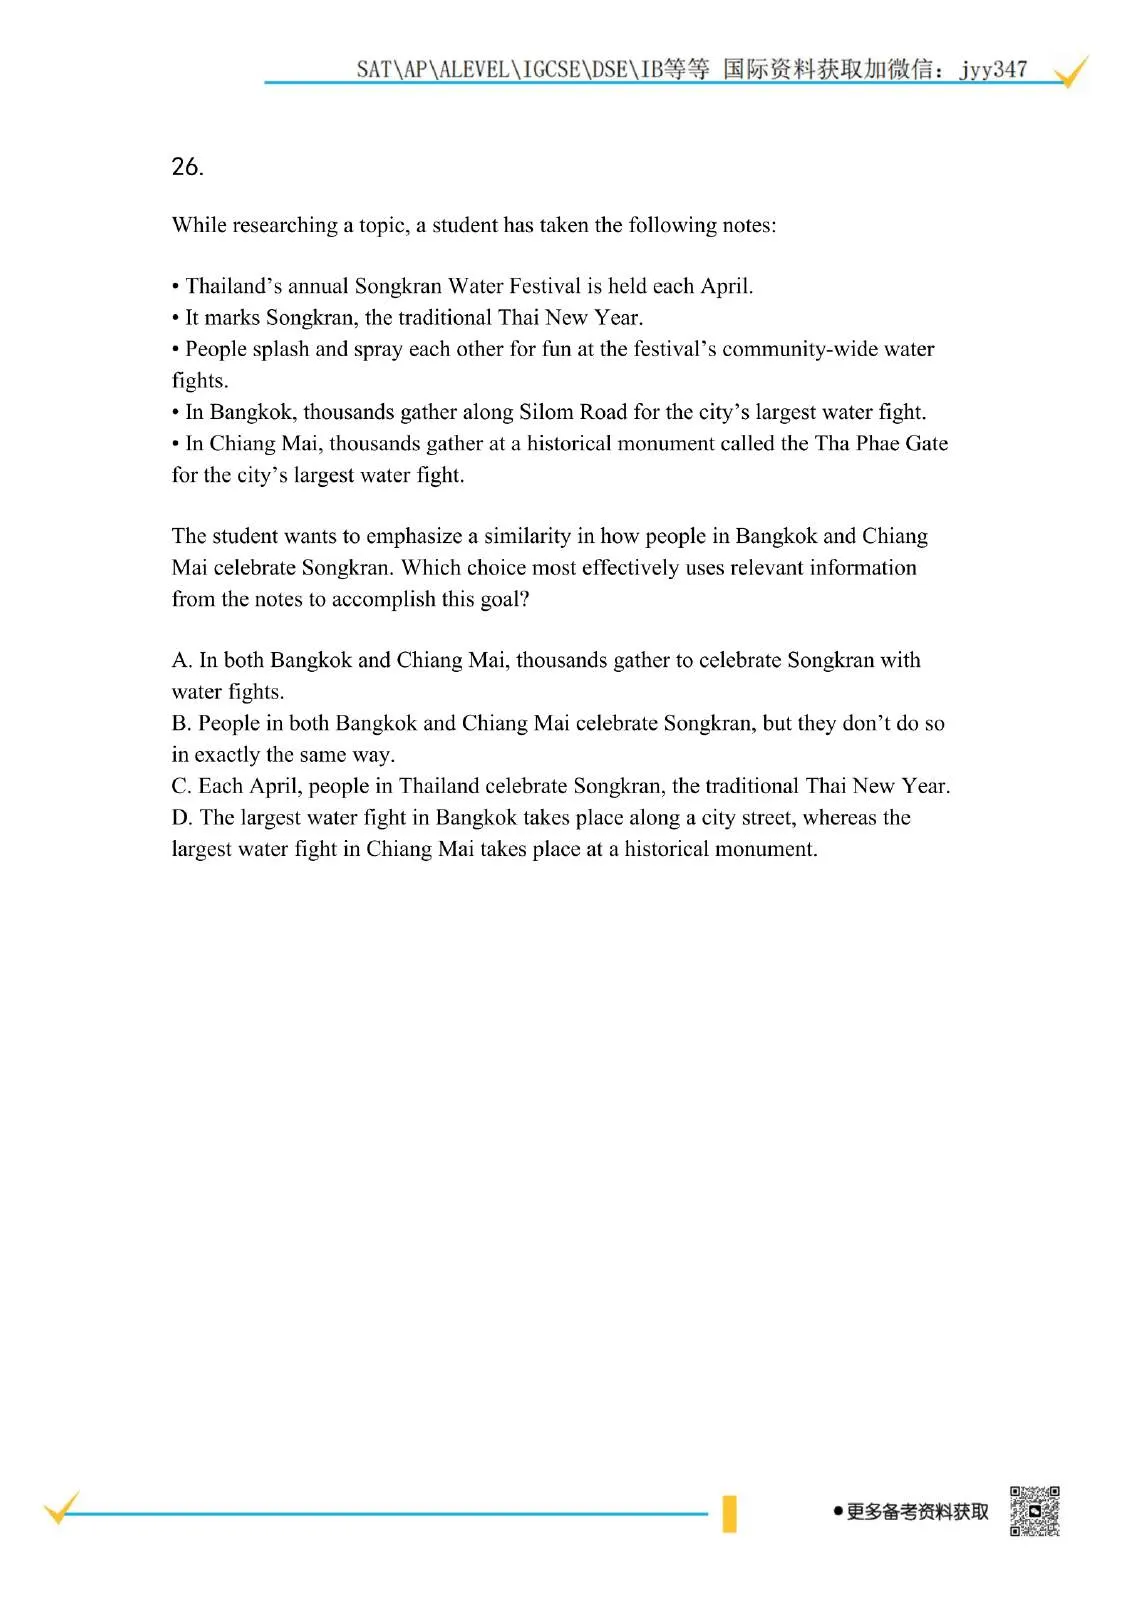 SAT\AP\ALEVEL\IGCSE\DSE\IB等等 国际资料获取加微信：jyy347
26.
While researching a topic, a student has taken the following notes:
• Thailand’s annual Songkran Water Festival is held each April.
• It marks Songkran, the traditional Thai New Year.
• People splash and spray each other for fun at the festival’s community-wide water
fights.
• In Bangkok, thousands gather along Silom Road for the city’s largest water fight.
• In Chiang Mai, thousands gather at a historical monument called the Tha Phae Gate
for the city’s largest water fight.
The student wants to emphasize a similarity in how people in Bangkok and Chiang
Mai celebrate Songkran. Which choice most effectively uses relevant information
from the notes to accomplish this goal?
A. In both Bangkok and Chiang Mai, thousands gather to celebrate Songkran with
water fights.
B. People in both Bangkok and Chiang Mai celebrate Songkran, but they don’t do so
in exactly the same way.
C. Each April, people in Thailand celebrate Songkran, the traditional Thai New Year.
D. The largest water fight in Bangkok takes place along a city street, whereas the
largest water fight in Chiang Mai takes place at a historical monument.
●更多备考资料获取